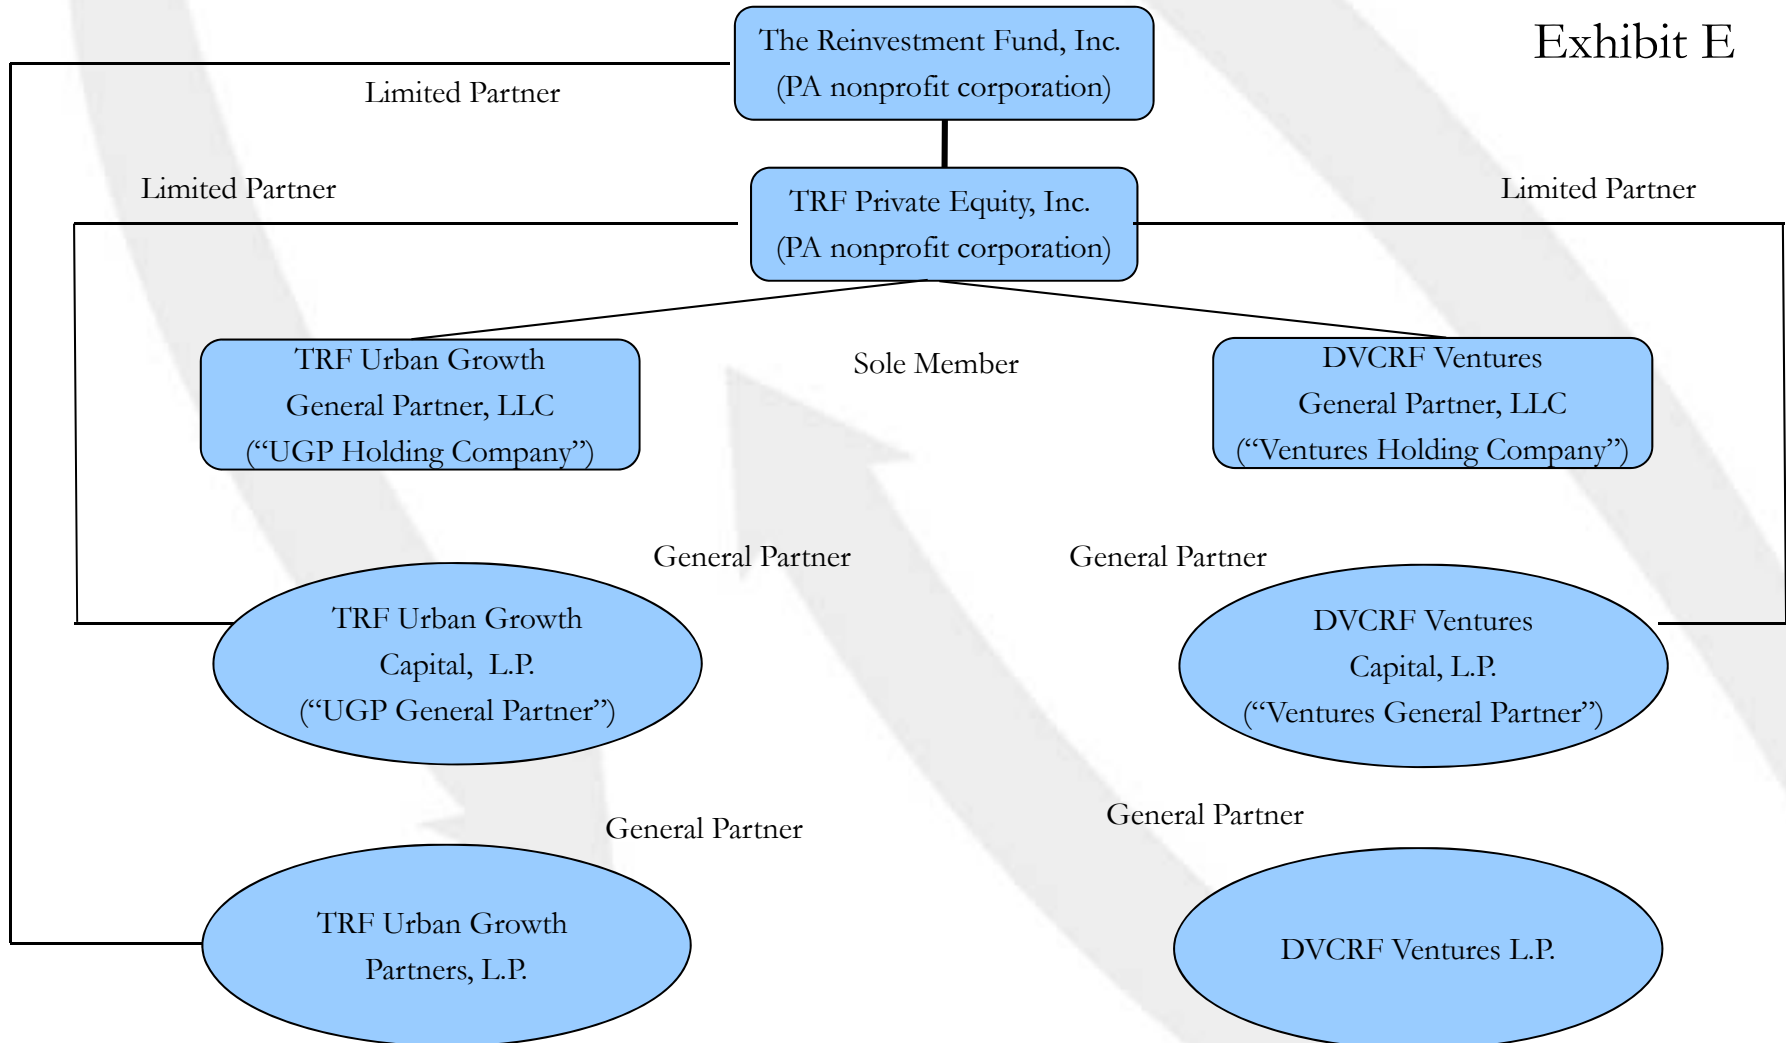 Exhibit E
The Reinvestment Fund, Inc.
(PA nonprofit corporation)
Limited Partner
Limited Partner
TRF Private Equity, Inc.
(PA nonprofit corporation)
Limited Partner
TRF Urban Growth
General Partner, LLC
(“UGP Holding Company”)
Sole Member
DVCRF Ventures
General Partner, LLC
(“Ventures Holding Company”)
General Partner
General Partner
TRF Urban Growth
Capital, L.P.
(“UGP General Partner”)
DVCRF Ventures
Capital, L.P.
(“Ventures General Partner”)
General Partner
General Partner
TRF Urban Growth
Partners, L.P.
DVCRF Ventures L.P.